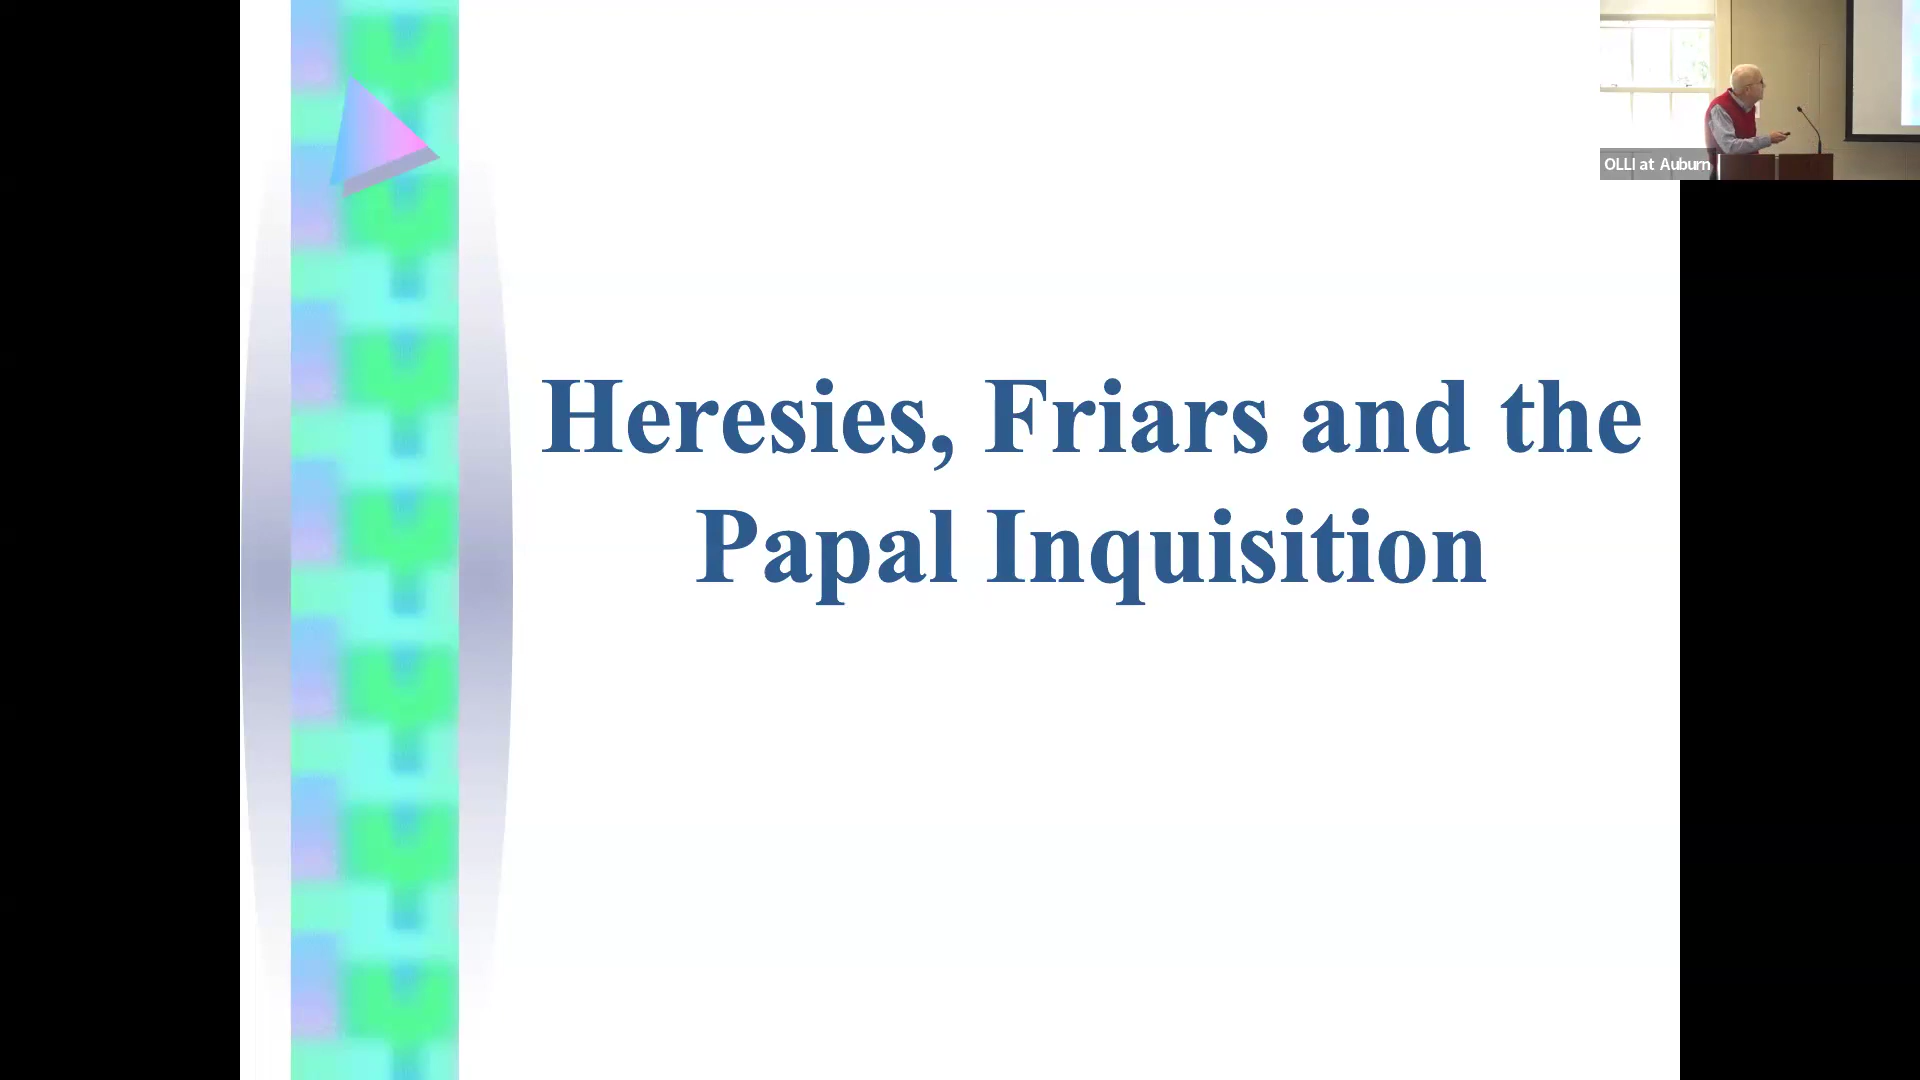 Heresies, Friars and the
Papal Inquisition
OLLI at Auburn